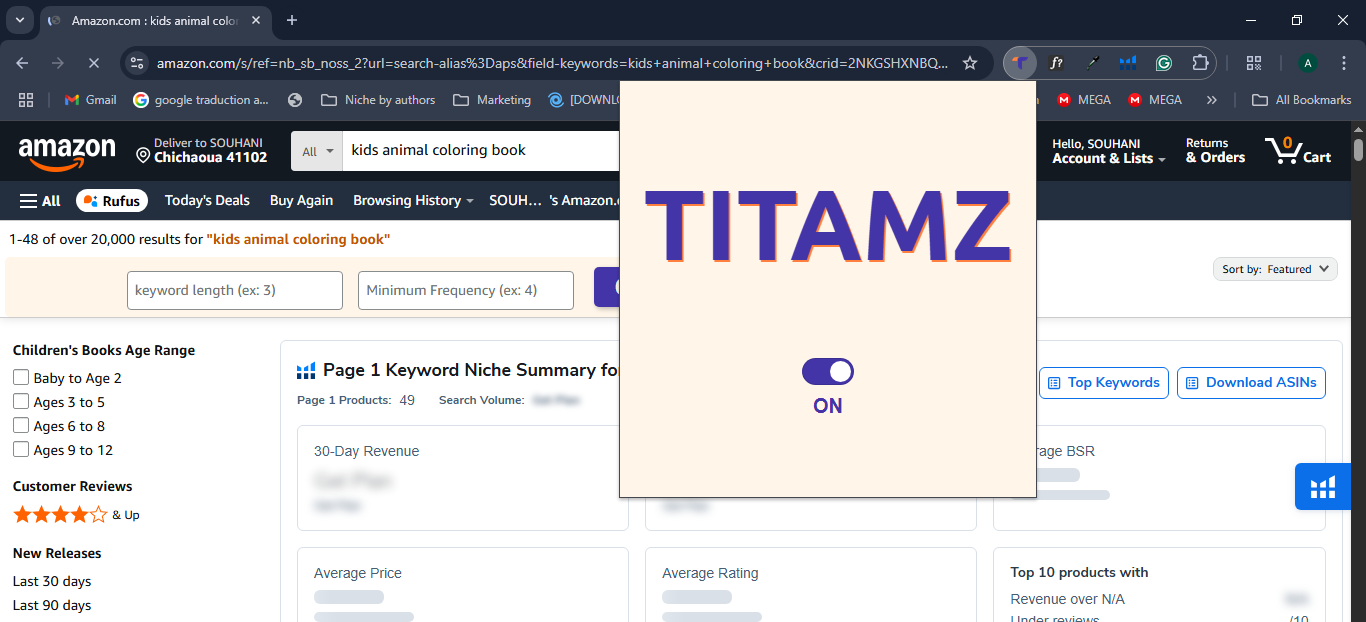 Amazon.com : kids animal colo
amazon.com/s/ref=nb_sb_noss_2?url=search-alias%3Daps&field-keywords=kids+animal+coloring+book&crid=2NKGSHXNBQ...
f?
A
Gmail
google traduction a...
Niche by authors
Marketing
[DOWNL
MEGA
MEGA
All Bookmarks
amazon
Deliver to SOUHANI
Chichaoua 41102
All
kids animal coloring book
Hello, SOUHANI
Account & Lists
Returns
& Orders
0
Cart
All
Rufus
Today's Deals
Buy Again
Browsing History
SOUH... 's Amazon.
1-48 of over 20,000 results for "kids animal coloring book"
Sort by: Featured
keyword length (ex: 3)
Minimum Frequency (ex: 4)
TITAMZ
ON
Children's Books Age Range
Baby to Age 2
Ages 3 to 5
Ages 6 to 8
Ages 9 to 12
Customer Reviews
& Up
New Releases
Last 30 days
Last 90 days
Page 1 Keyword Niche Summary fo
Top Keywords
Download ASINs
Page 1 Products: 49
Search Volume:
30-Day Revenue
rage BSR
Average Price
Average Rating
Top 10 products with
Revenue over N/A
Under reviews
/10